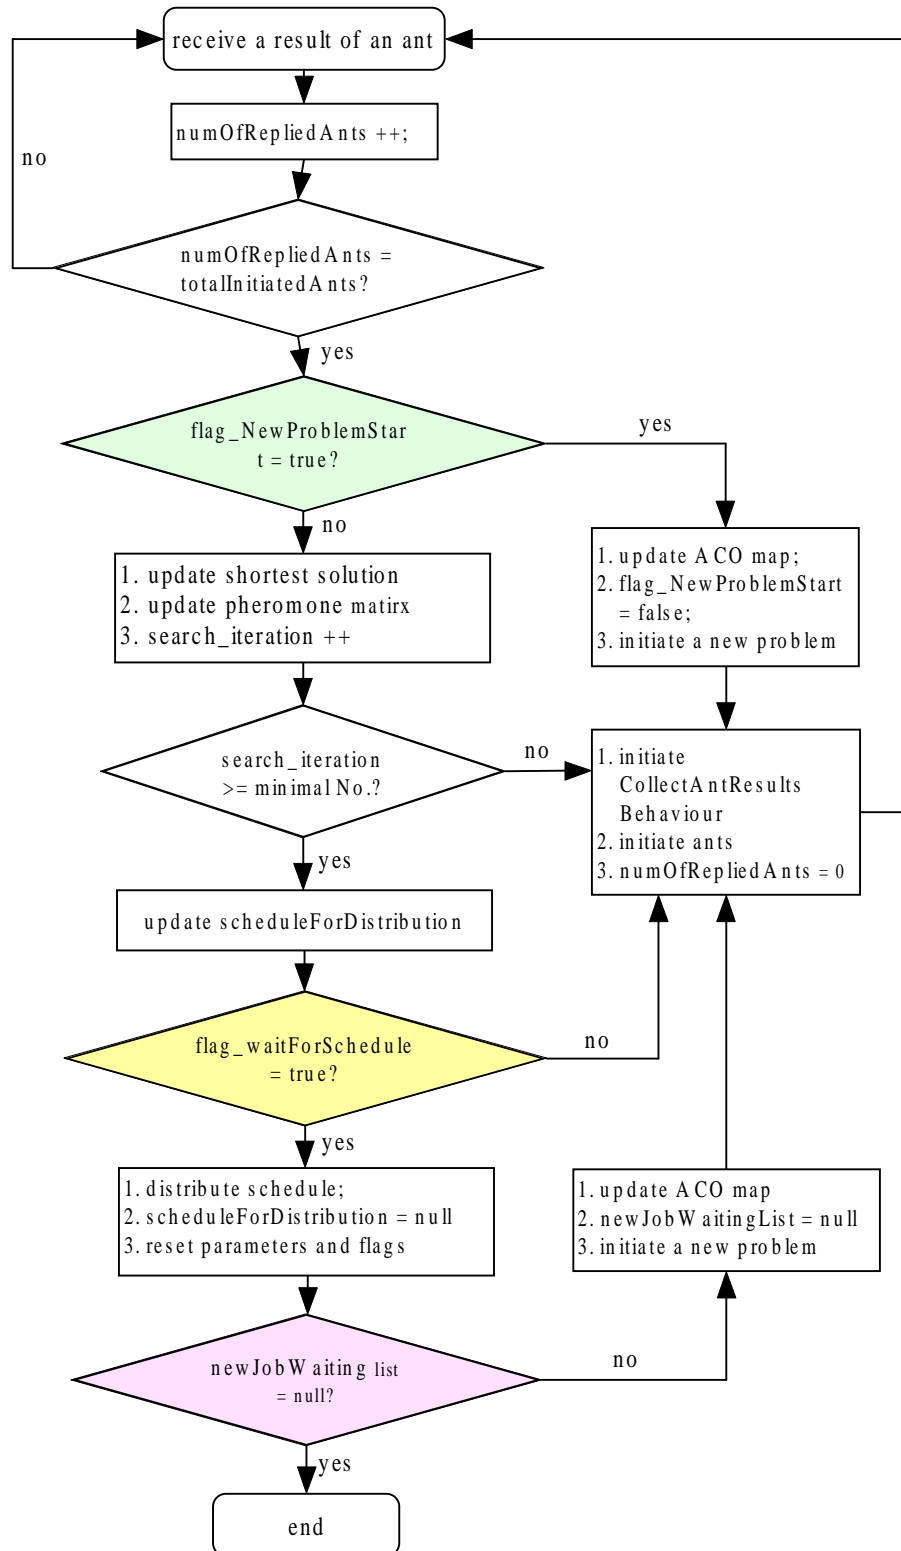 receive a result of an ant
numOfRepliedAnts ++;
no
numOfRepliedAnts =
totalInitiatedAnts?
yes
flag_NewProblemStar
t = true?
yes
no
1. update shortest solution
2. update pheromone matirx
3. search_iteration ++
1. update ACO map;
2. flag_NewProblemStart
= false;
3. initiate a new problem
search_iteration
>= minimal No.?
no
1. initiate
CollectAntResults
Behaviour
2. initiate ants
3. numOfRepliedAnts = 0
yes
update scheduleForDistribution
flag_waitForSchedule
= true?
no
yes
1. distribute schedule;
2. scheduleForDistribution = null
3. reset parameters and flags
1. update ACO map
2. newJobWaitingList = null
3. initiate a new problem
newJobWaiting list
= null?
no
yes
end